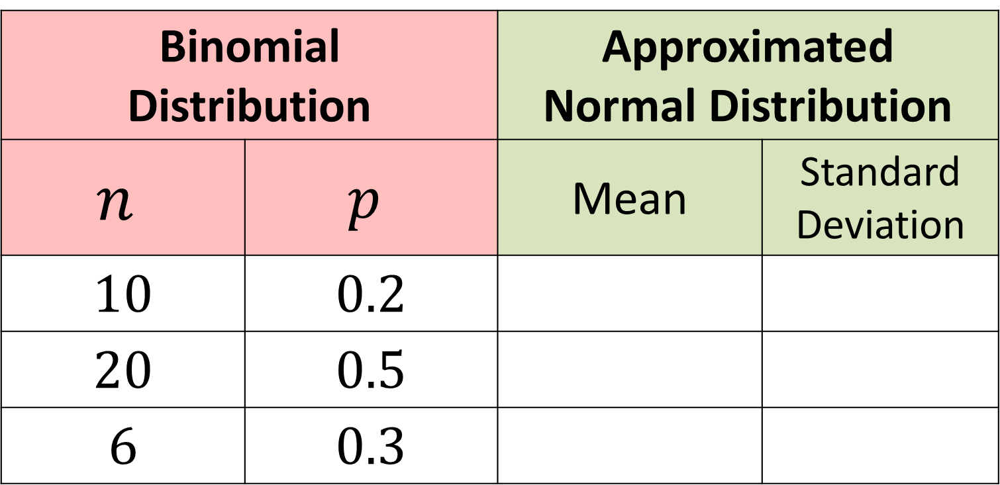 Binomial
Distribution
Approximated
Normal Distribution
n
p
Mean
Standard
Deviation
10
0.2
20
0.5
6
0.3